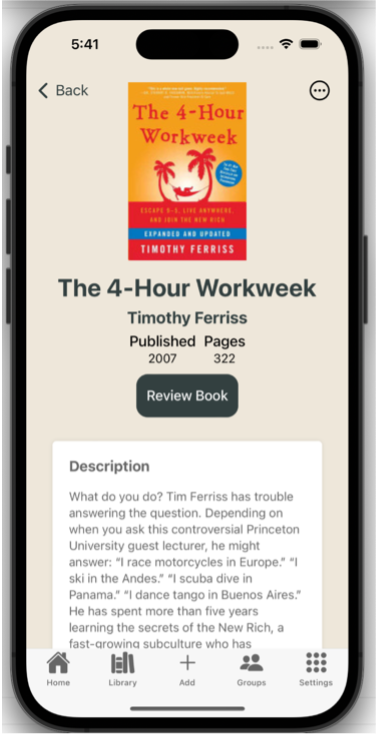 5:41
Back
The 4-Hour
Workweek
ESCAPE 9-5, LIVE ANYWHERE,
AND JOIN THE NEW RICH
EXPANDED AND UPDATED
TIMOTHY FERRISS
The 4-Hour Workweek
Timothy Ferriss
Published Pages
2007 322
Review Book
Description
What do you do? Tim Ferriss has trouble
answering the question. Depending on
when you ask this controversial Princeton
University guest lecturer, he might
answer: “I race motorcycles in Europe.” “I
ski in the Andes.” “I scuba dive in
Panama.” “I dance tango in Buenos Aires.”
He has spent more than five years
learning the secrets of the New Rich, a
fast-growing subculture who has
Home Library Add Groups Settings